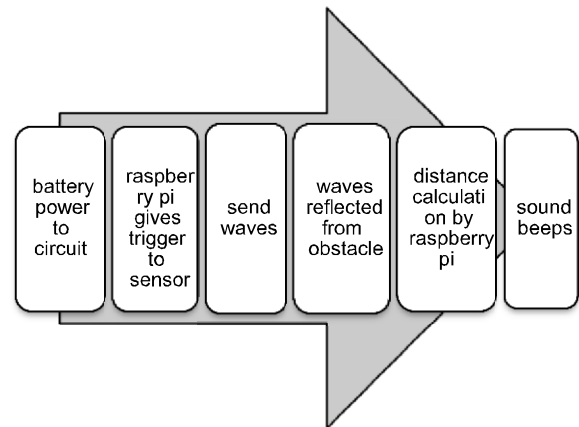 battery
power
to
circuit
raspber
ry pi
gives
trigger
to
sensor
send
waves
waves
reflected
from
obstacle
distance
calculati
on by
raspberry
pi
sound
beeps